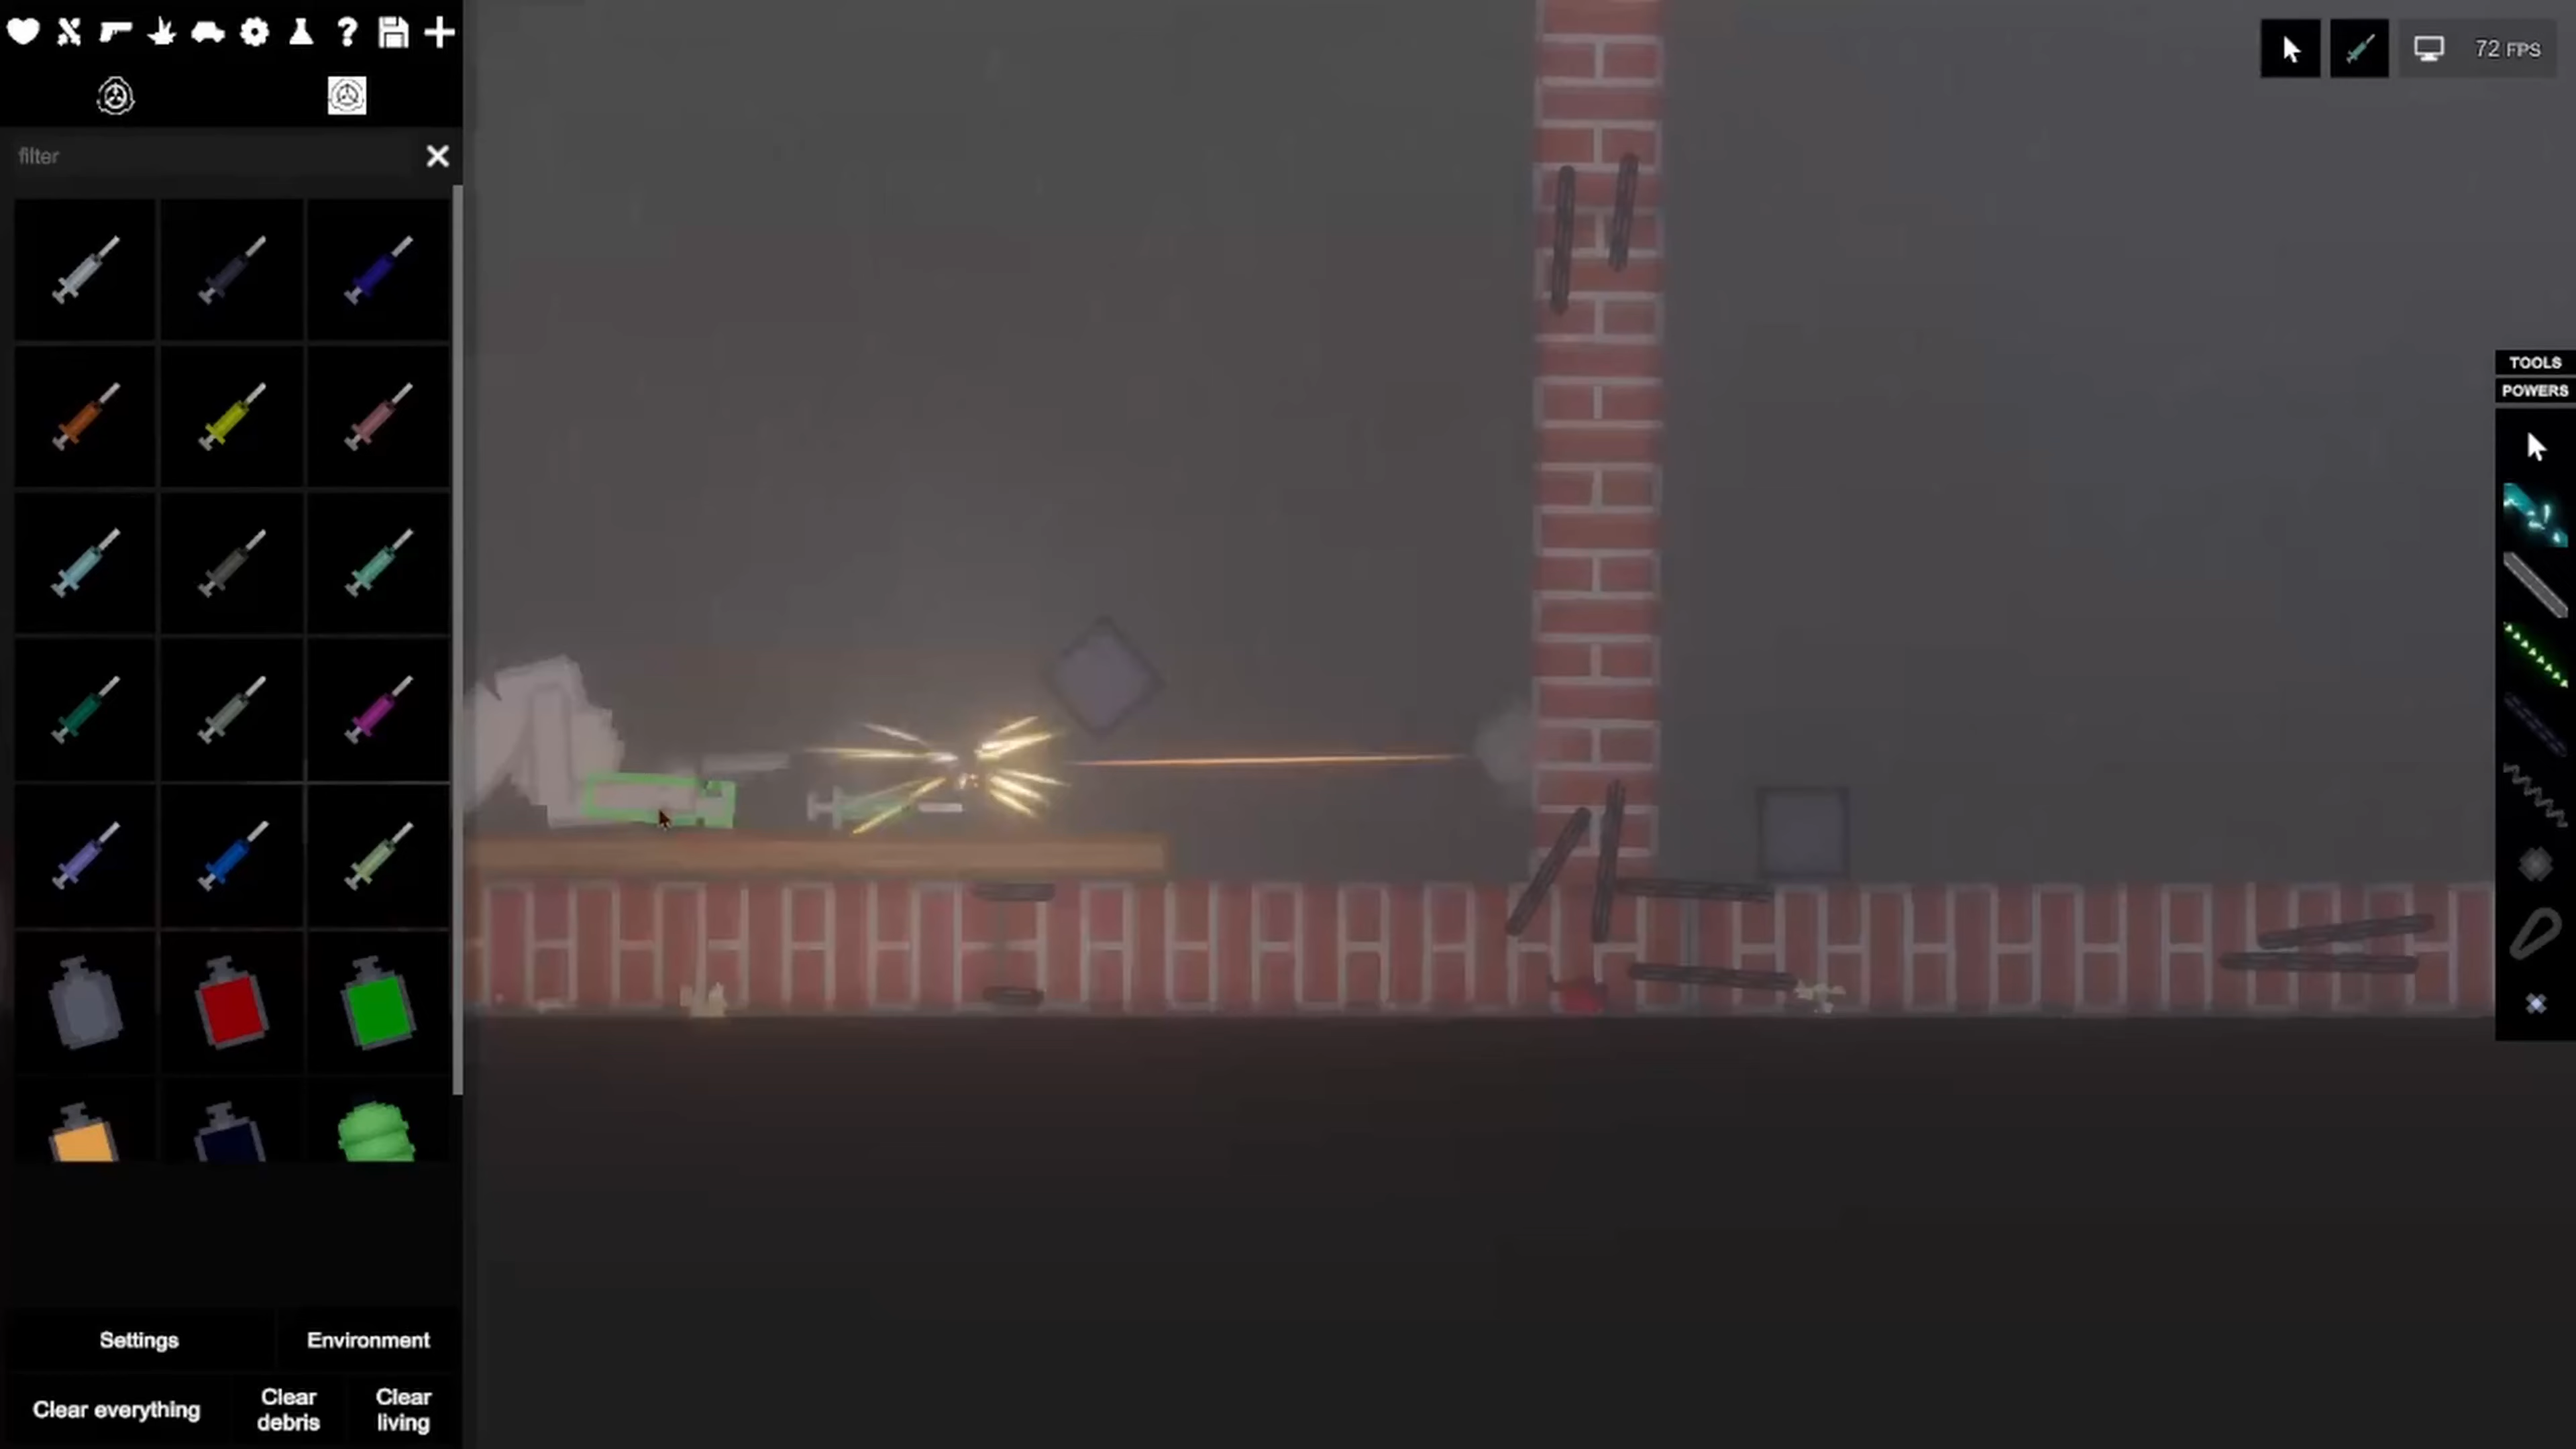 72 FPS
filter
TOOLS
POWERS
Settings
Environment
Clear everything
Clear
debris
Clear
living